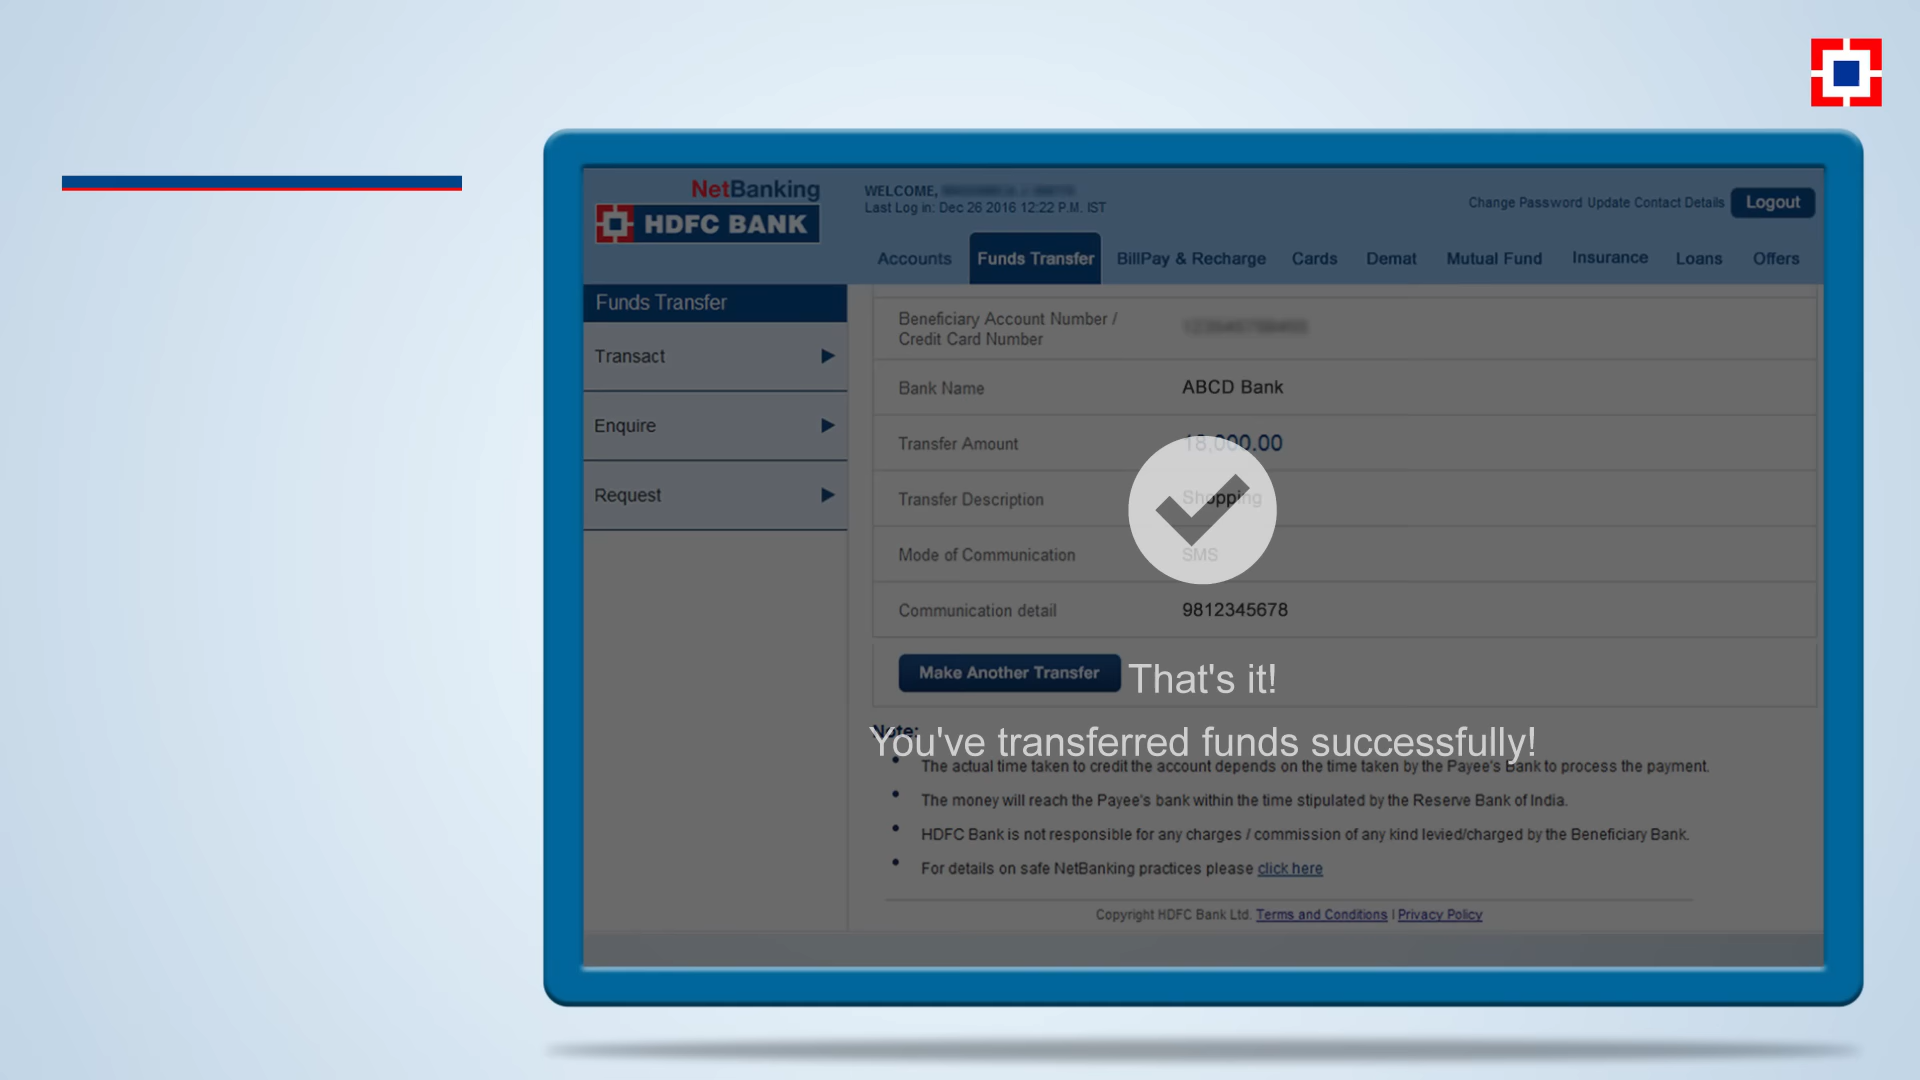 NetBanking
HDFC BANK
WELCOME,
Last Log in: Dec 26 2016 12:22 P.M. IST
Change Password Update Contact Details Logout
Accounts Funds Transfer BillPay & Recharge Cards Demat Mutual Fund Insurance Loans Offers
Funds Transfer
Transact
Enquire
Request
Beneficiary Account Number /
Credit Card Number
Bank Name ABCD Bank
Transfer Amount 18,000.00
Transfer Description Shopping
Mode of Communication SMS
Communication detail 9812345678
Make Another Transfer
That's it!
You've transferred funds successfully!
Note:
The actual time taken to credit the account depends on the time taken by the Payee's Bank to process the payment.
The money will reach the Payee's bank within the time stipulated by the Reserve Bank of India.
HDFC Bank is not responsible for any charges / commission of any kind levied/charged by the Beneficiary Bank.
For details on safe NetBanking practices please click here
Copyright HDFC Bank Ltd. Terms and Conditions | Privacy Policy